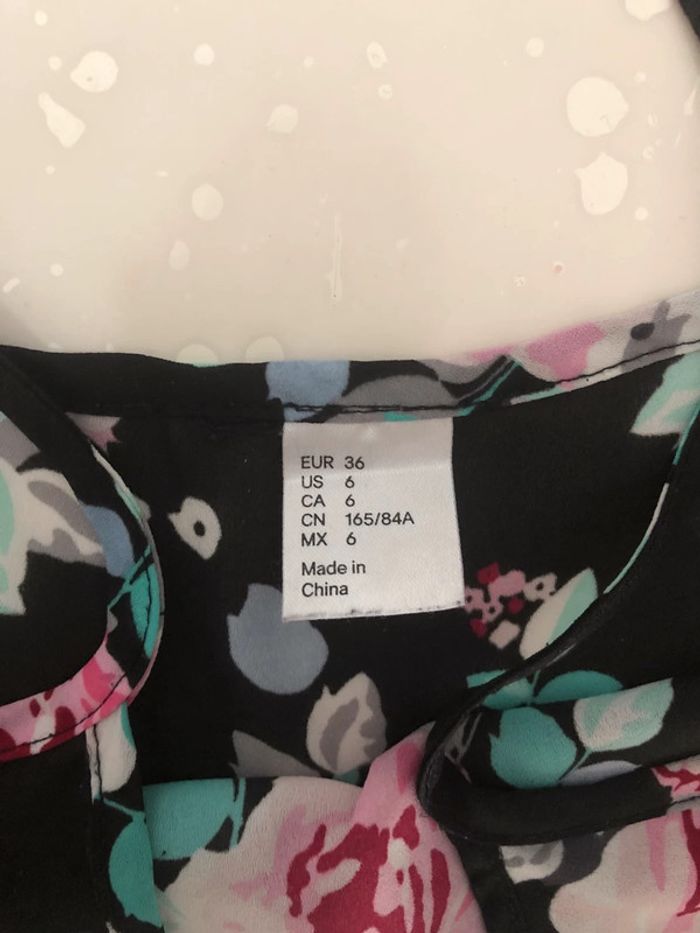 EUR 36
US 6
CA 6
CN 165/84A
MX 6
Made in
China